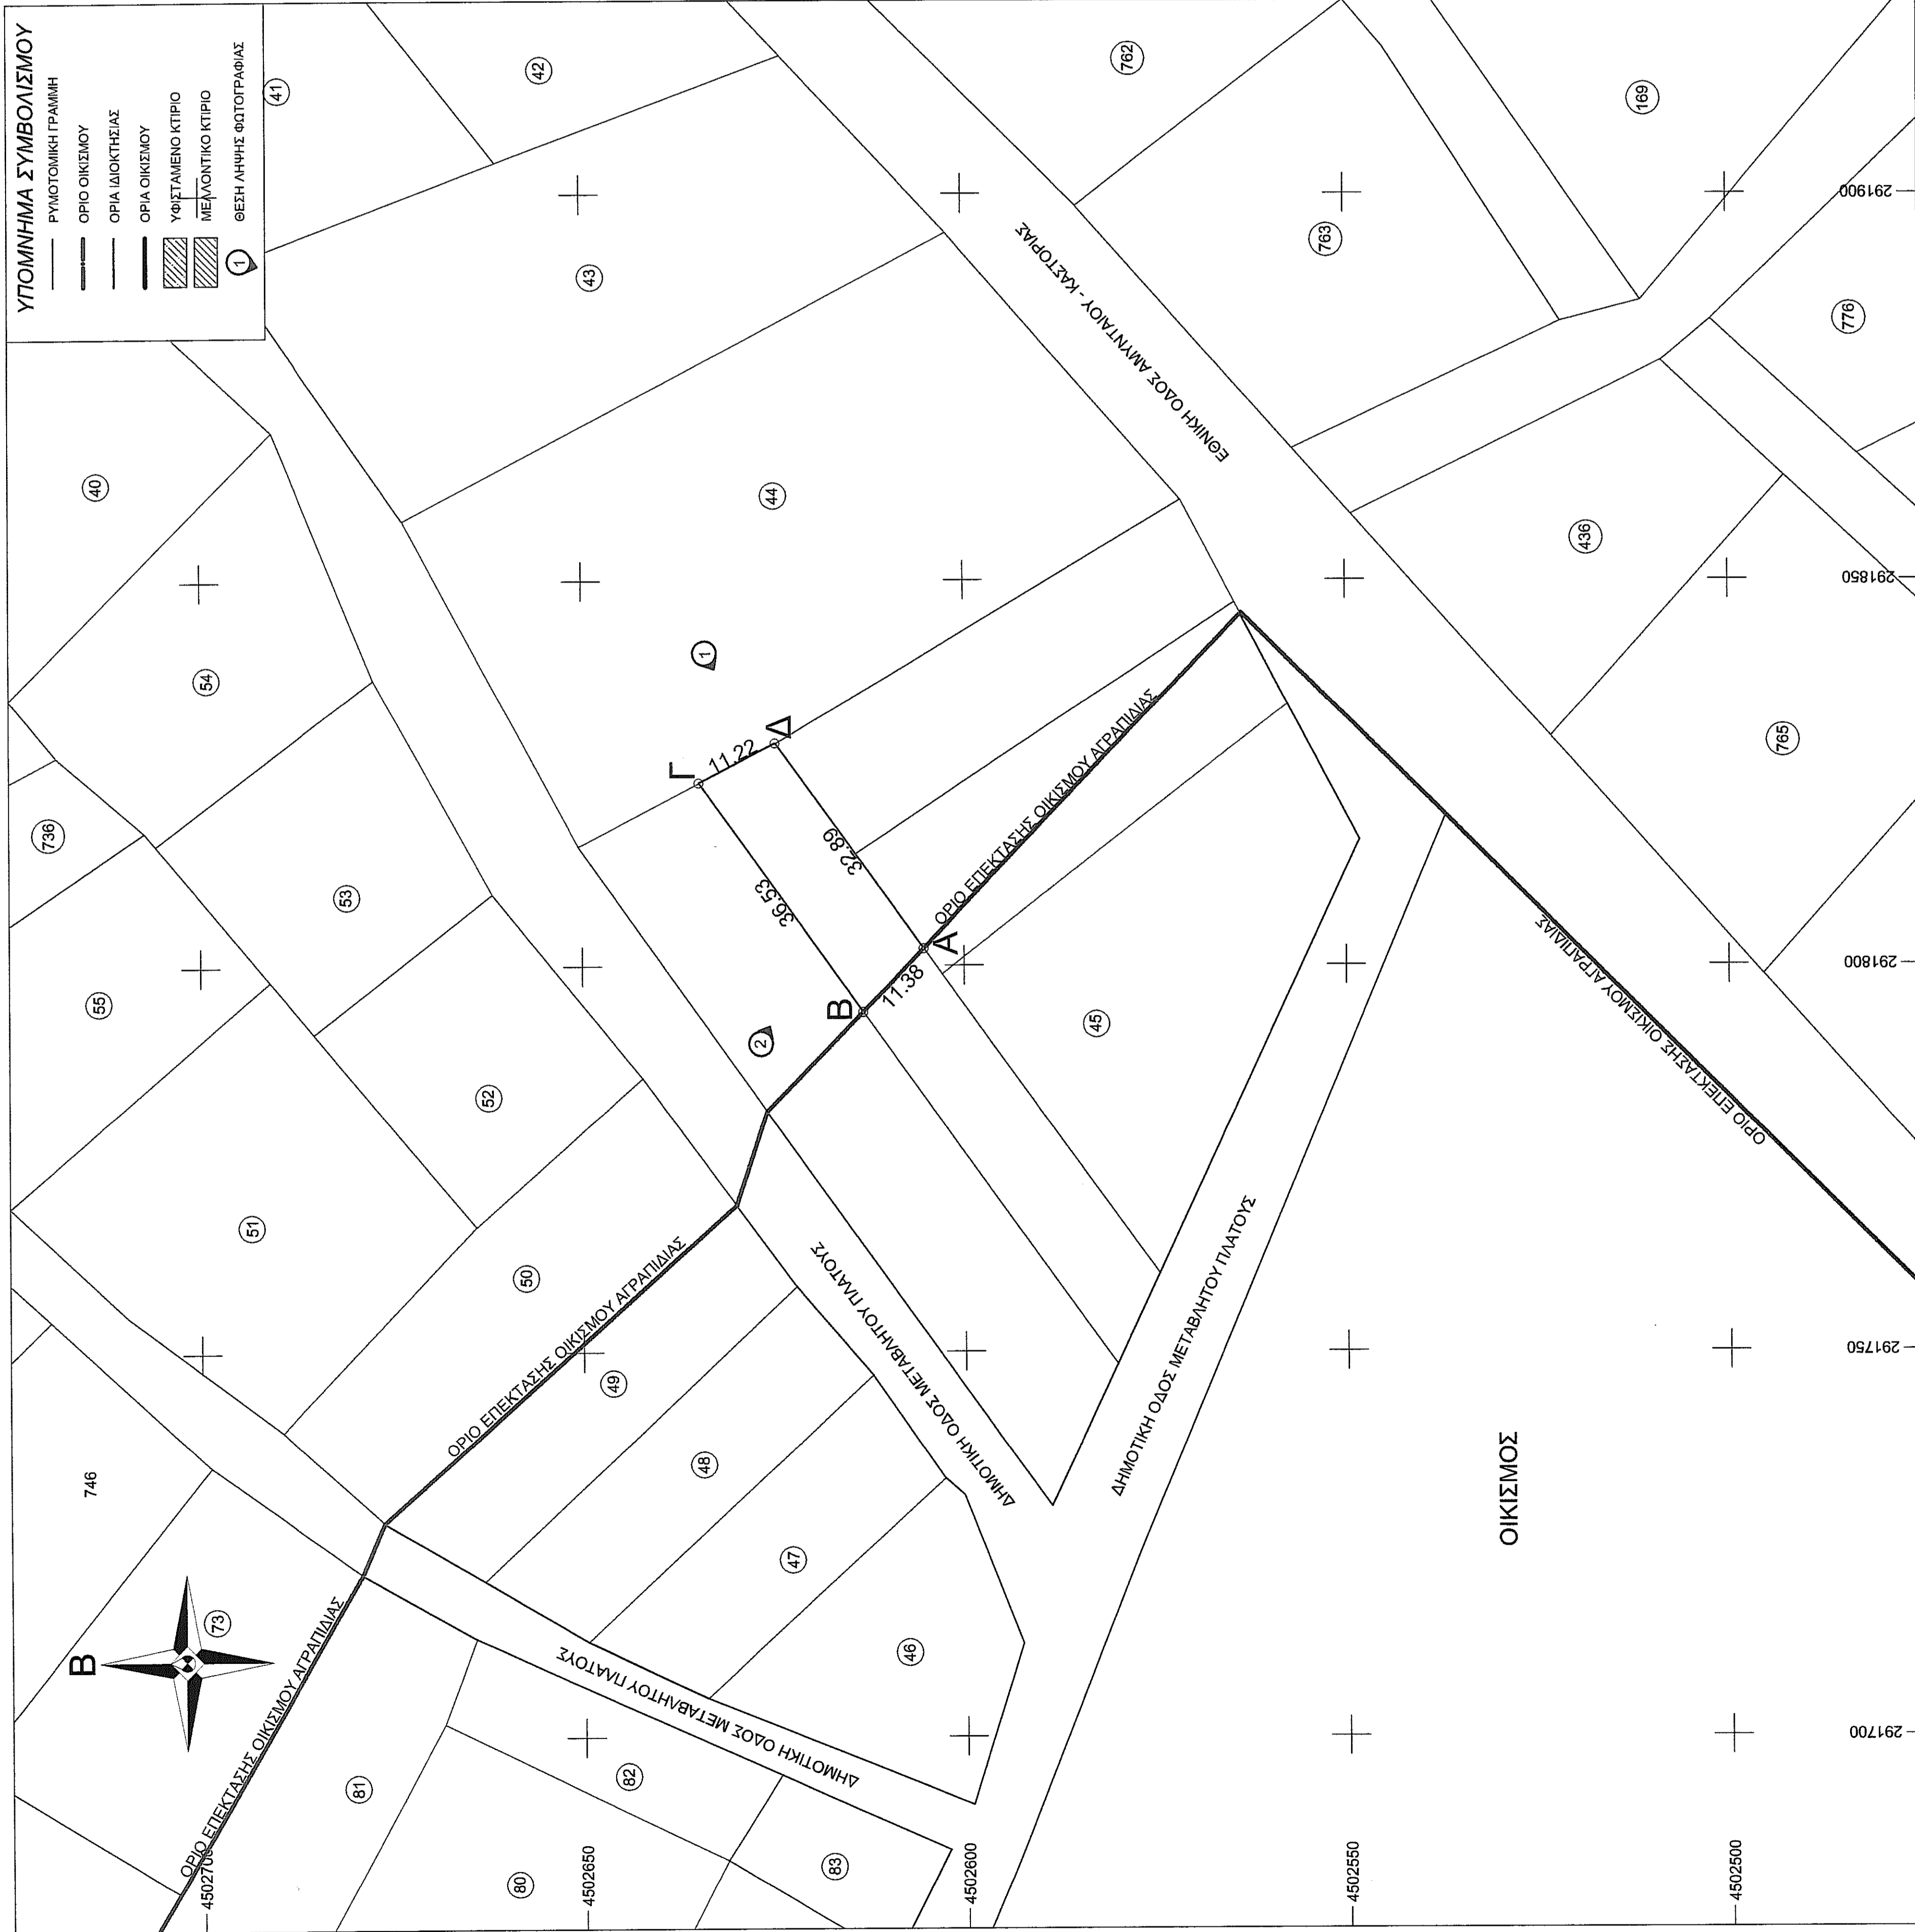 ΥΠΟΜΝΗΜΑ ΣΥΜΒΟΛΙΣΜΟΥ
ΡΥΜΟΤΟΜΙΚΗ ΓΡΑΜΜΗ
ΟΡΙΟ ΟΙΚΙΣΜΟΥ
ΟΡΙΑ ΙΔΙΟΚΤΗΣΙΑΣ
ΟΡΙΑ ΟΙΚΙΣΜΟΥ
ΥΦΙΣΤΑΜΕΝΟ ΚΤΙΡΙΟ
ΜΕΛΛΟΝΤΙΚΟ ΚΤΙΡΙΟ
1 ΘΕΣΗ ΛΗΨΗΣ ΦΩΤΟΓΡΑΦΙΑΣ
41
42
762
169
43
763
776
40
44
436
54
1
765
736
53
55
52
51
50
2
45
49
48
47
46
746
73
81
82
80
83
Β
Γ
11.22
Δ
36.53
32.89
Β
11.38
Α
ΕΘΝΙΚΗ ΟΔΟΣ ΑΜΥΝΤΑΙΟΥ - ΚΑΣΤΟΡΙΑΣ
ΟΡΙΟ ΕΠΕΚΤΑΣΗΣ ΟΙΚΙΣΜΟΥ ΑΓΡΑΠΙΔΙΑΣ
ΟΡΙΟ ΕΠΕΚΤΑΣΗΣ ΟΙΚΙΣΜΟΥ ΑΓΡΑΠΙΔΙΑΣ
ΟΡΙΟ ΕΠΕΚΤΑΣΗΣ ΟΙΚΙΣΜΟΥ ΑΓΡΑΠΙΔΙΑΣ
ΟΡΙΟ ΕΠΕΚΤΑΣΗΣ ΟΙΚΙΣΜΟΥ ΑΓΡΑΠΙΔΙΑΣ
ΔΗΜΟΤΙΚΗ ΟΔΟΣ ΜΕΤΑΒΛΗΤΟΥ ΠΛΑΤΟΥΣ
ΔΗΜΟΤΙΚΗ ΟΔΟΣ ΜΕΤΑΒΛΗΤΟΥ ΠΛΑΤΟΥΣ
ΔΗΜΟΤΙΚΗ ΟΔΟΣ ΜΕΤΑΒΛΗΤΟΥ ΠΛΑΤΟΥΣ
ΟΙΚΙΣΜΟΣ
4502700
4502650
4502600
4502550
4502500
291700
291750
291800
291850
291900